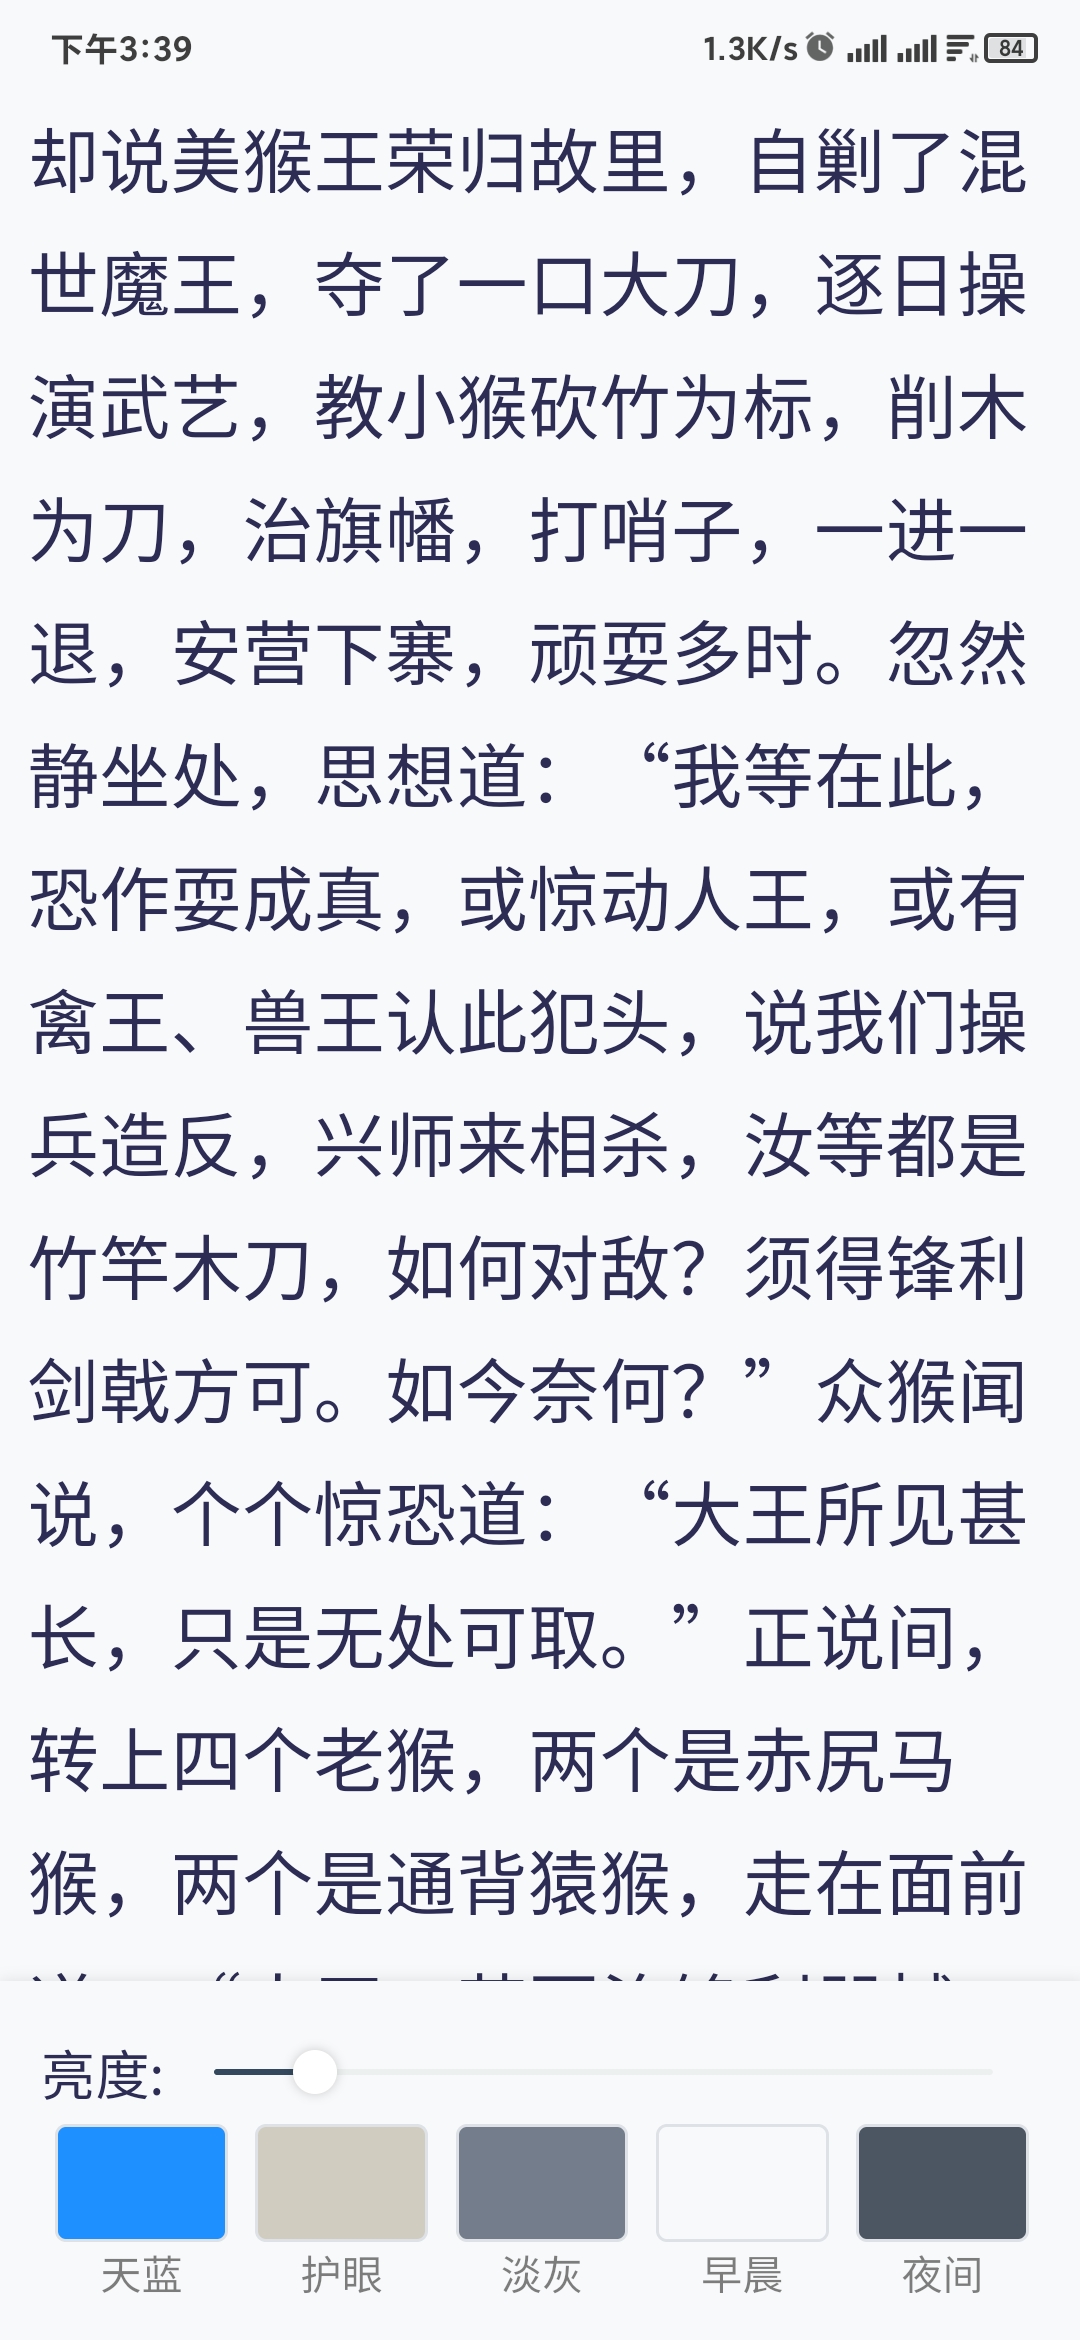 下午3:39 1.3K/s 84
却说美猴王荣归故里，自剿了混
世魔王，夺了一口大刀，逐日操
演武艺，教小猴砍竹为标，削木
为刀，治旗幡，打哨子，一进一
退，安营下寨，顽耍多时。忽然
静坐处，思想道：“我等在此，
恐作耍成真，或惊动人王，或有
禽王、兽王认此犯头，说我们操
兵造反，兴师来相杀，汝等都是
竹竿木刀，如何对敌？须得锋利
剑戟方可。如今奈何？”众猴闻
说，个个惊恐道：“大王所见甚
长，只是无处可取。”正说间，
转上四个老猴，两个是赤尻马
猴，两个是通背猿猴，走在面前
亮度:
天蓝 护眼 淡灰 早晨 夜间